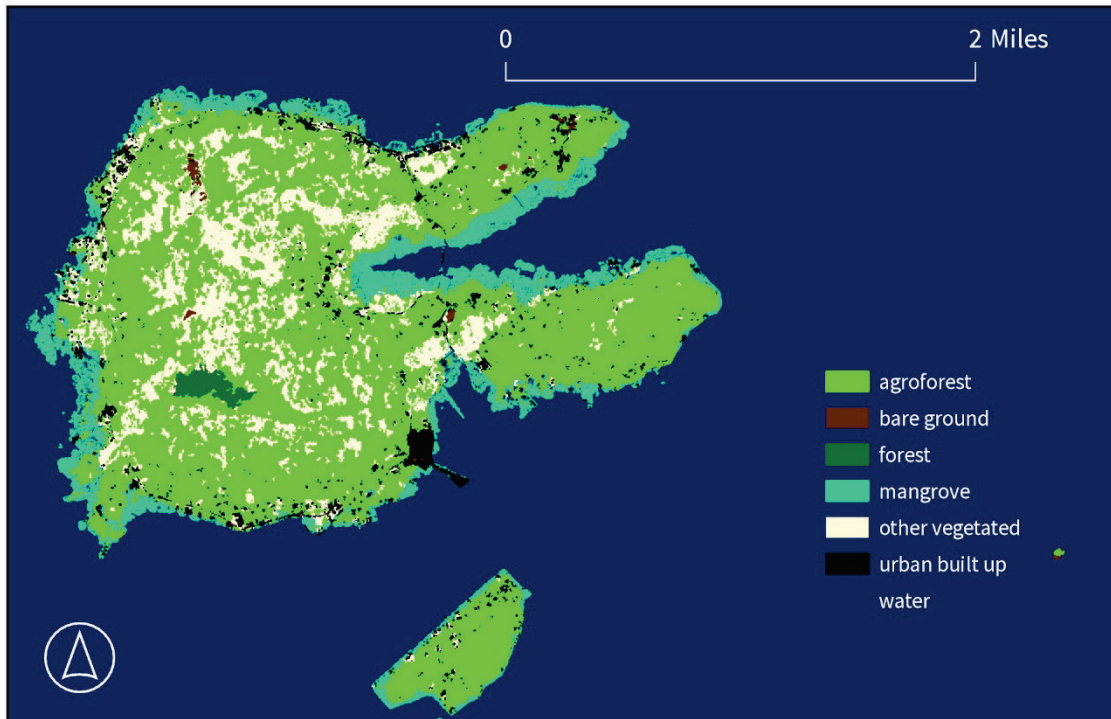 0
2 Miles
agroforest
bare ground
forest
mangrove
other vegetated
urban built up
water